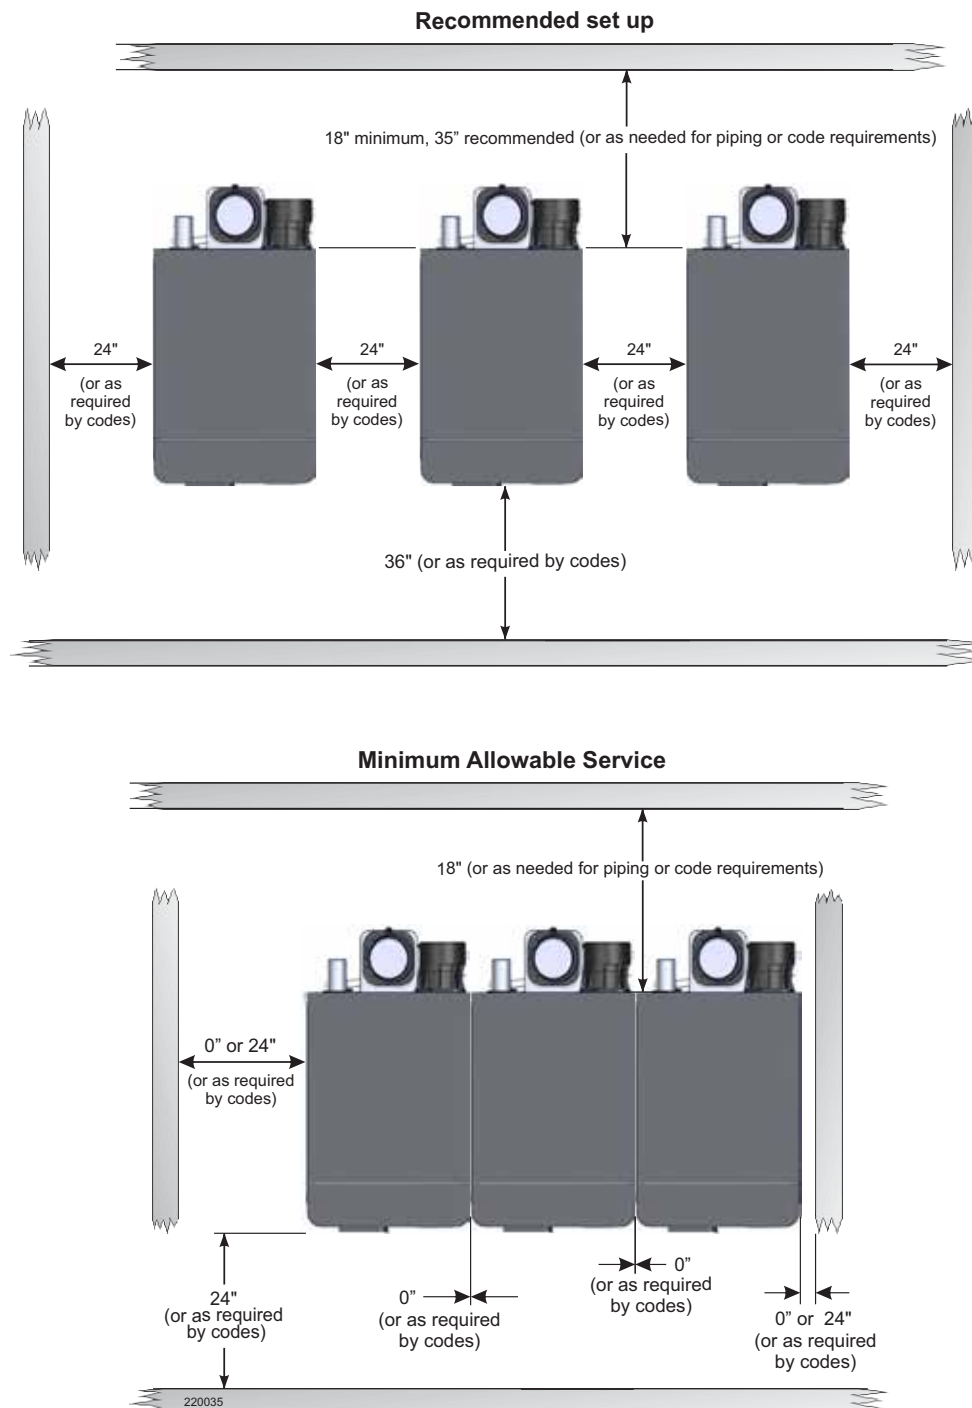 Recommended set up
18" minimum, 35” recommended (or as needed for piping or code requirements)
24"
(or as
required
by codes)
24"
(or as
required
by codes)
24"
(or as
required
by codes)
24"
(or as
required
by codes)
36" (or as required by codes)
Minimum Allowable Service
18" (or as needed for piping or code requirements)
0” or 24"
(or as required
by codes)
24"
(or as required
by codes)
0”
(or as required
by codes)
0”
(or as required
by codes)
0” or 24"
(or as required
by codes)
220035